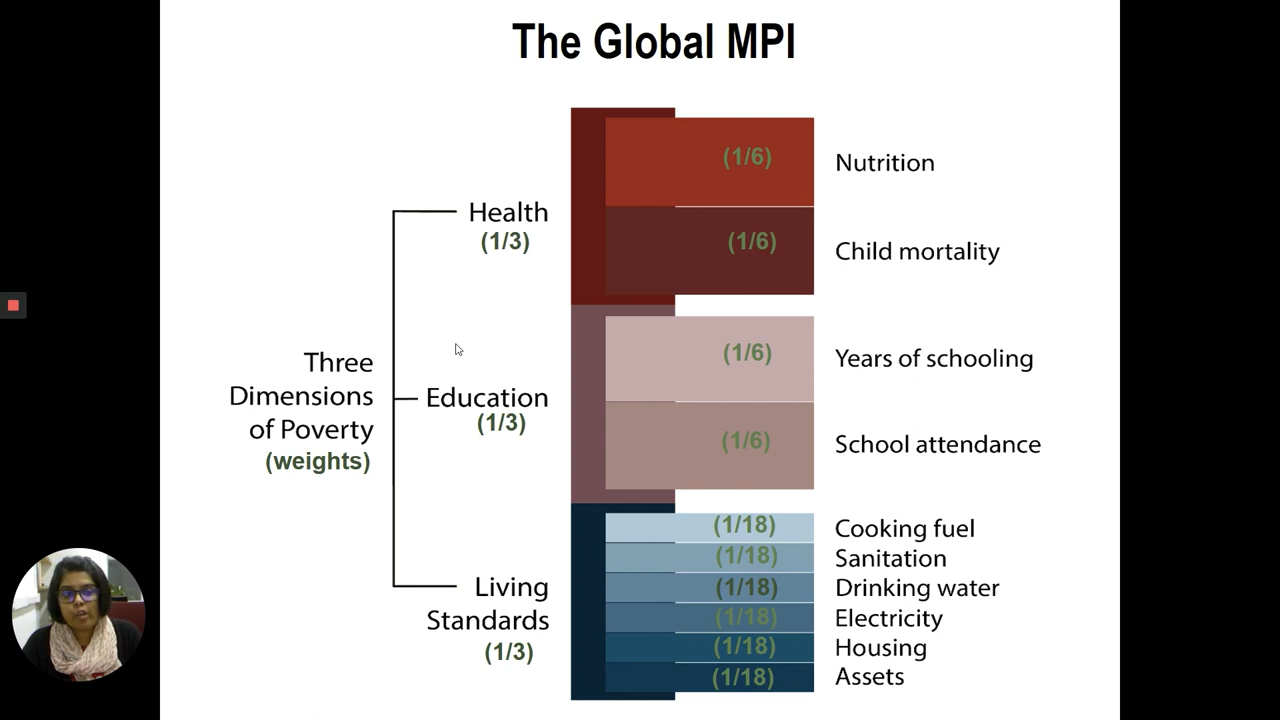 The Global MPI
Three
Dimensions
of Poverty
(weights)
Health
(1/3)
(1/6)
Nutrition
(1/6)
Child mortality
Education
(1/3)
(1/6)
Years of schooling
(1/6)
School attendance
Living
Standards
(1/3)
(1/18)
Cooking fuel
(1/18)
Sanitation
(1/18)
Drinking water
(1/18)
Electricity
(1/18)
Housing
(1/18)
Assets